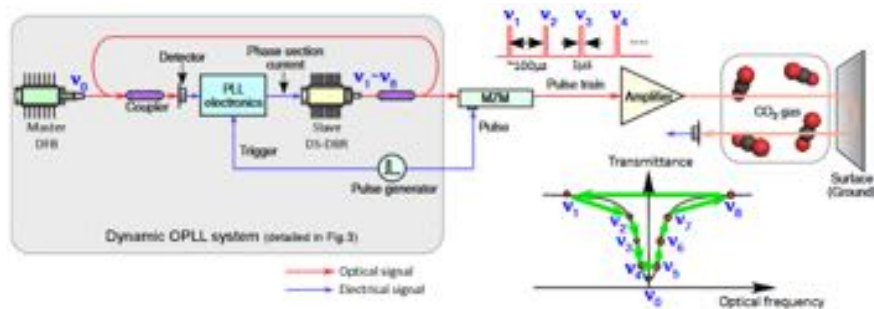 ν1 ν2 ν3 ν4
....
~100μs
1μs
Detector
Phase section
current
ν0
PLL
electronics
ν1~ν8
Coupler
MZM
Pulse train
Amplifier
CO2 gas
Master
DFB
Slave
DS-DBR
Pulse
Trigger
Pulse generator
Surface
(Ground)
Transmittance
Dynamic OPLL system (detailed in Fig.3)
ν1
ν2
ν3
ν4
ν5
ν6
ν7
ν8
ν0
Optical frequency
Optical signal
Electrical signal